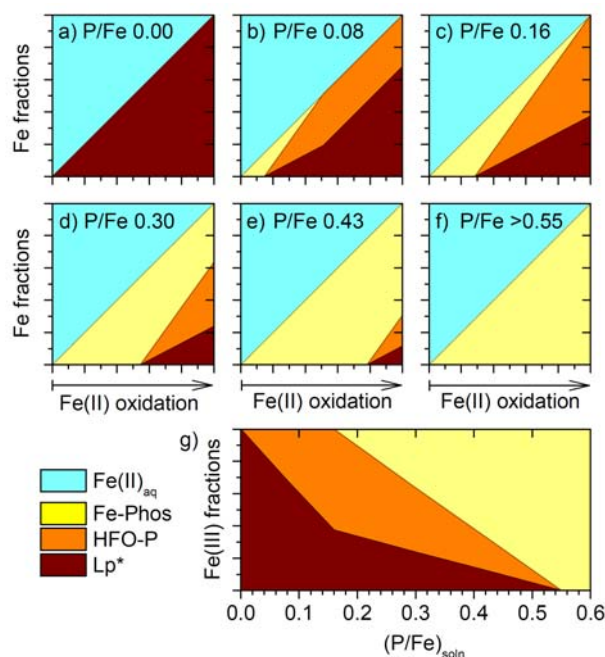 a) P/Fe 0.00
b) P/Fe 0.08
c) P/Fe 0.16
Fe fractions
d) P/Fe 0.30
e) P/Fe 0.43
f) P/Fe >0.55
Fe fractions
Fe(II) oxidation
Fe(II) oxidation
Fe(II) oxidation
g)
Fe(II)aq
Fe-Phos
HFO-P
Lp*
Fe(III) fractions
0.0 0.1 0.2 0.3 0.4 0.5 0.6
(P/Fe)soln